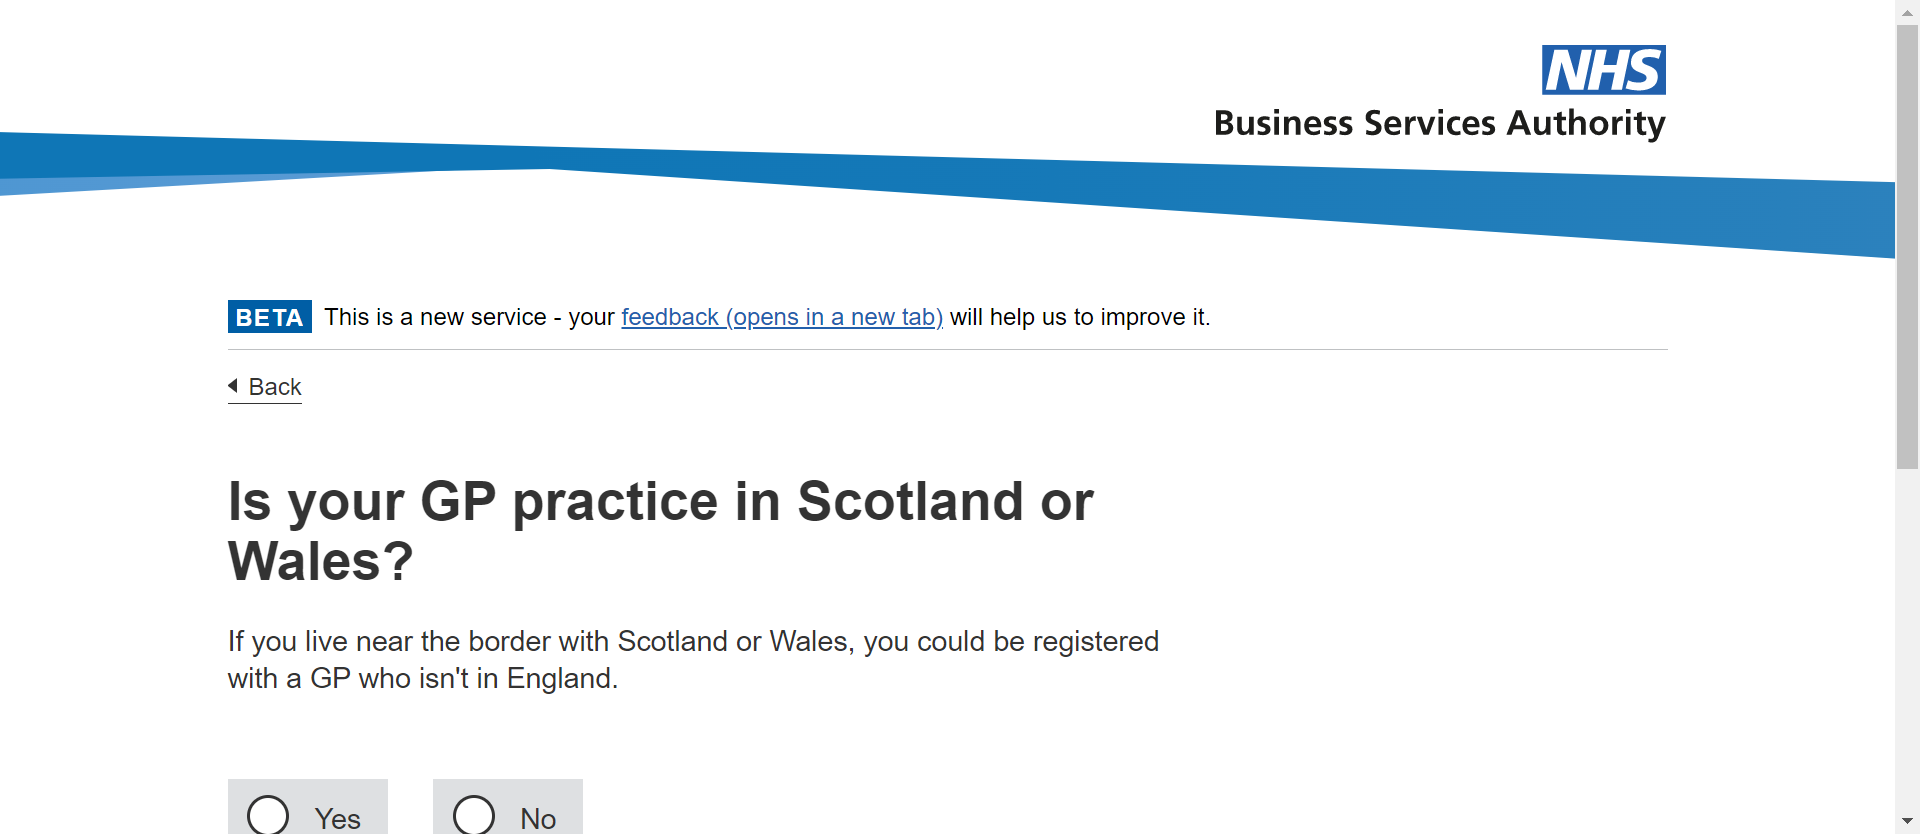 NHS
Business Services Authority
BETA This is a new service - your feedback (opens in a new tab) will help us to improve it.
Back
Is your GP practice in Scotland or
Wales?
If you live near the border with Scotland or Wales, you could be registered
with a GP who isn't in England.
Yes No